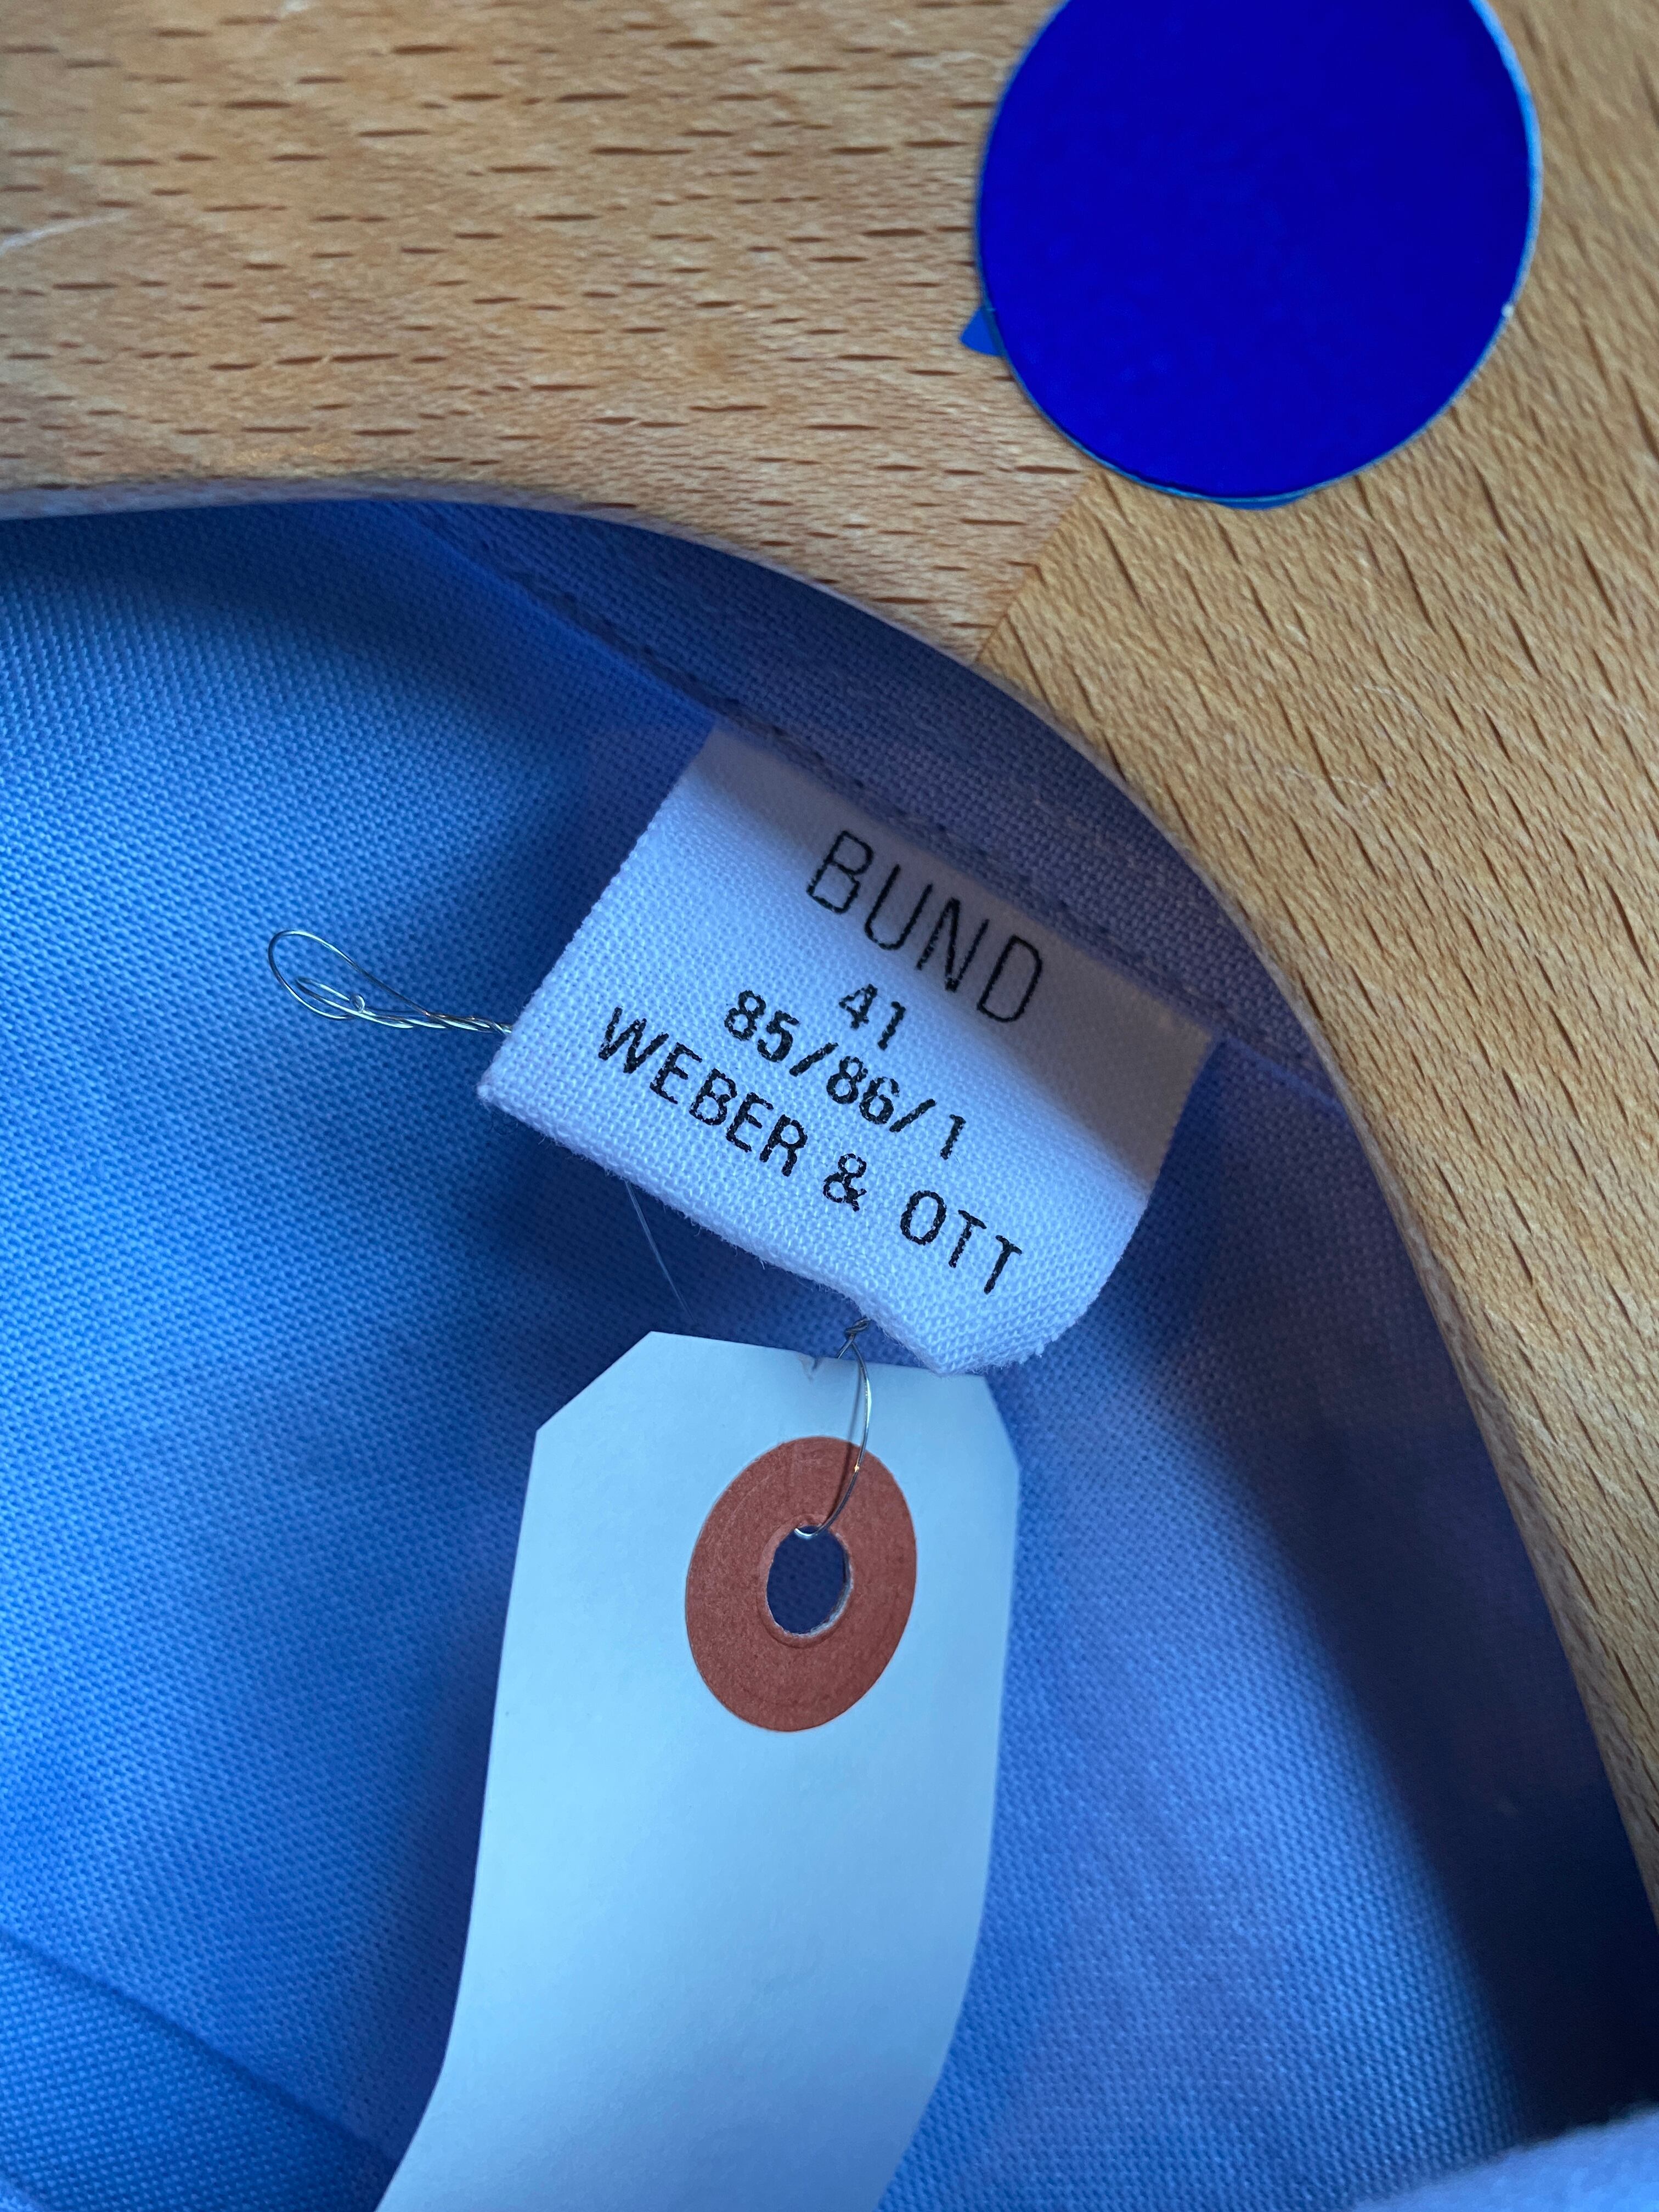 BUND
41
85/86/1
WEBER & OTT